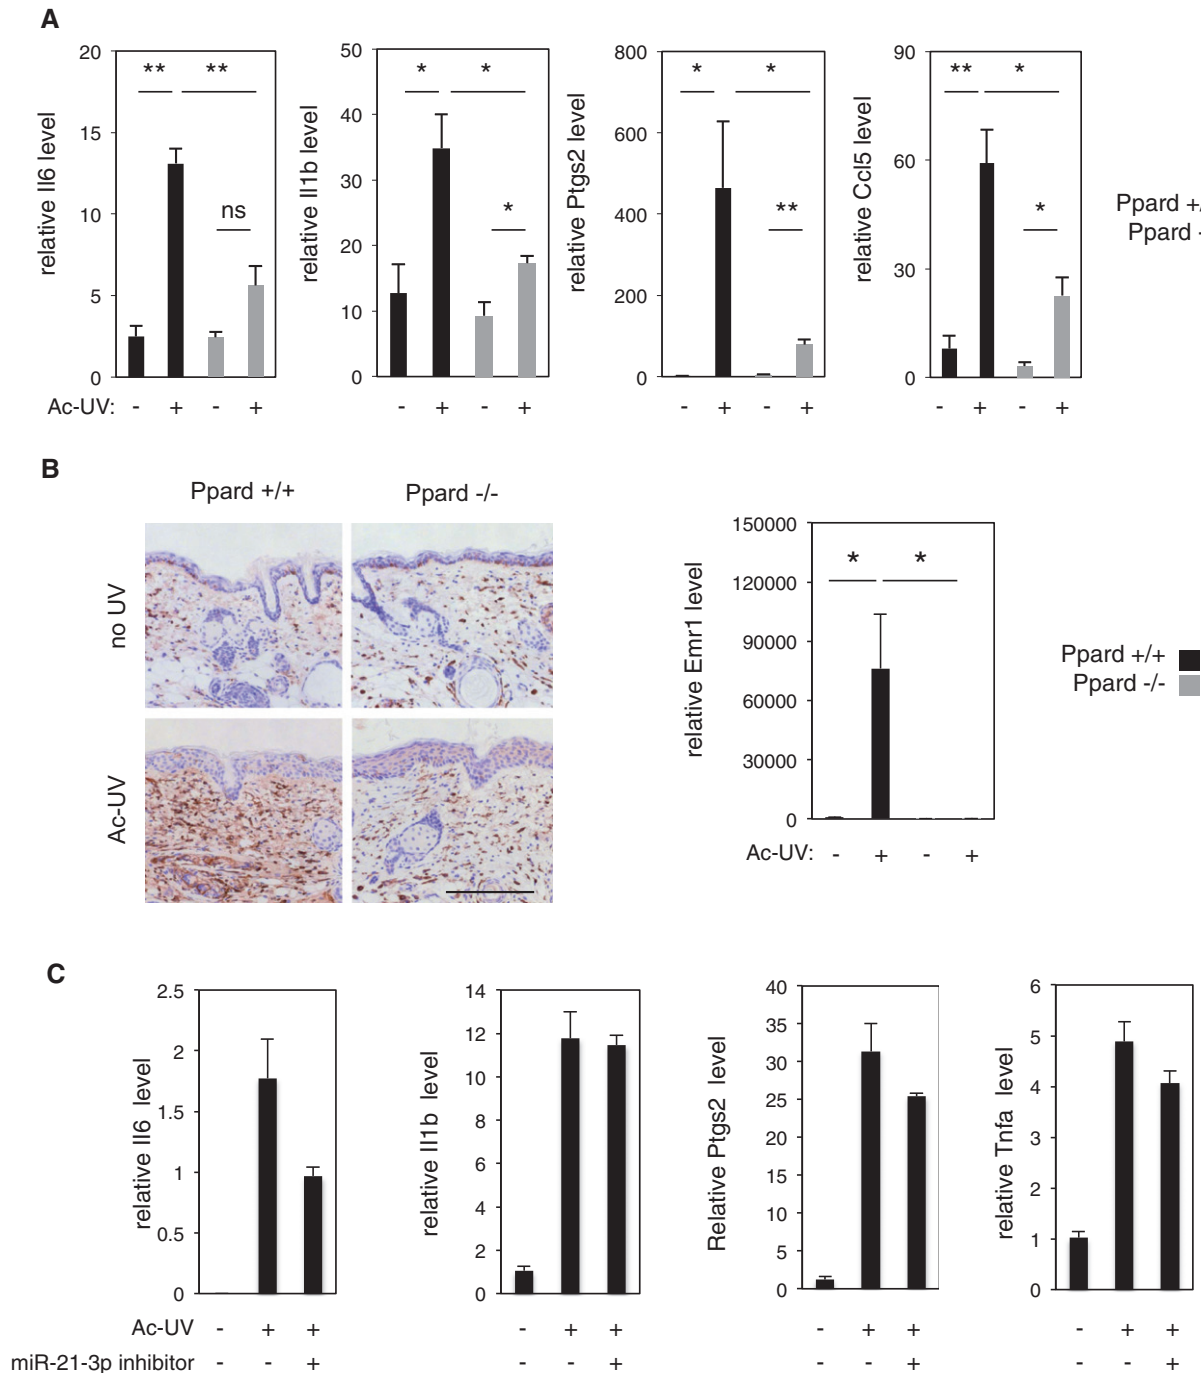 A
relative Il6 level
20
15
10
5
0
** **
ns
relative Il1b level
50
40
30
20
10
0
* *
*
relative Ptgs2 level
800
600
400
200
0
* *
**
relative Ccl5 level
90
60
30
0
** *
*
Ppard +/
Ppard -
Ac-UV: - + - +
- + - +
- + - +
- + - +
B
Ppard +/+ Ppard -/-
no UV
Ac-UV
relative Emr1 level
150000
120000
90000
60000
30000
0
* *
Ac-UV: - + - +
Ppard +/+
Ppard -/-
C
relative Il6 level
2.5
2
1.5
1
0.5
0
relative Il1b level
14
12
10
8
6
4
2
0
Relative Ptgs2 level
40
35
30
25
20
15
10
5
0
relative Tnfa level
6
5
4
3
2
1
0
Ac-UV - + + - + + - + + - + +
miR-21-3p inhibitor - - + - - + - - + - - +